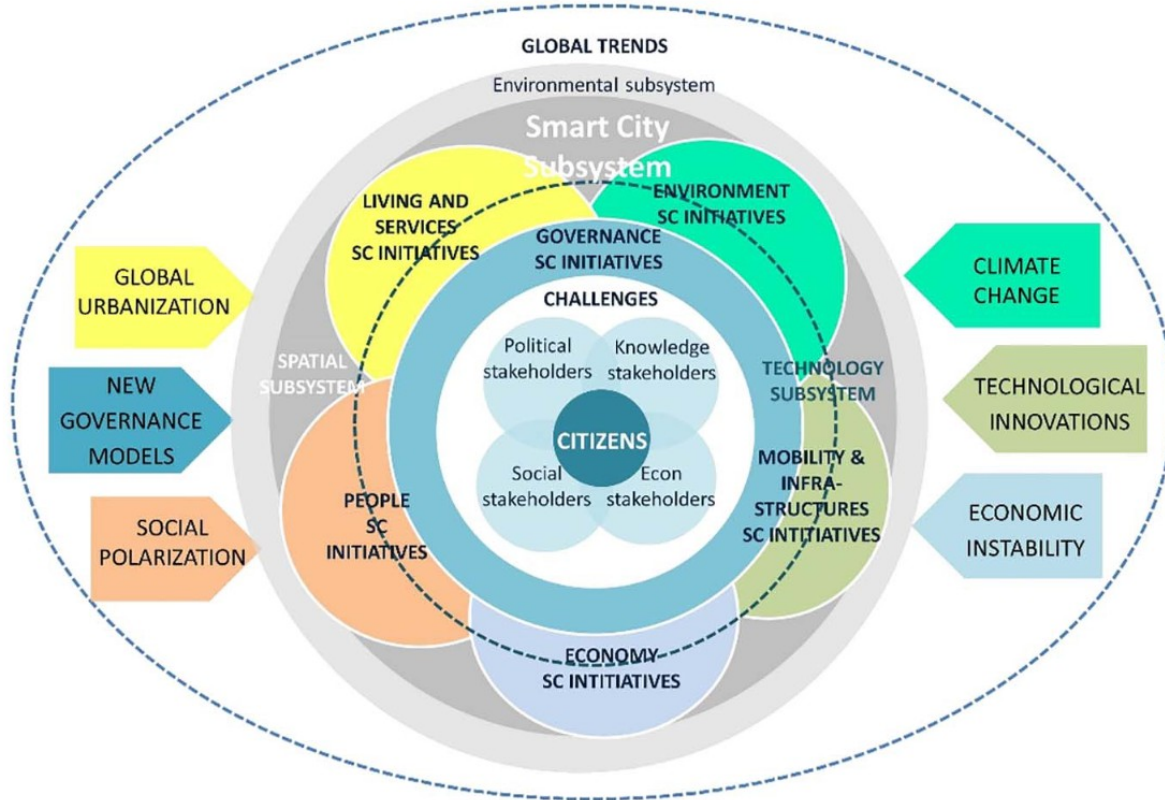 GLOBAL TRENDS
Environmental subsystem
Smart City
Subsystem
LIVING AND
SERVICES
SC INITIATIVES
ENVIRONMENT
SC INITIATIVES
GOVERNANCE
SC INITIATIVES
GLOBAL
URBANIZATION
CLIMATE
CHANGE
CHALLENGES
Political
stakeholders
Knowledge
stakeholders
SPATIAL
SUBSYSTEM
TECHNOLOGY
SUBSYSTEM
NEW
GOVERNANCE
MODELS
TECHNOLOGICAL
INNOVATIONS
CITIZENS
Social
stakeholders
Econ
stakeholders
MOBILITY &
INFRA-
STRUCTURES
SC INTITIATIVES
PEOPLE
SC
INITIATIVES
SOCIAL
POLARIZATION
ECONOMIC
INSTABILITY
ECONOMY
SC INTITIATIVES